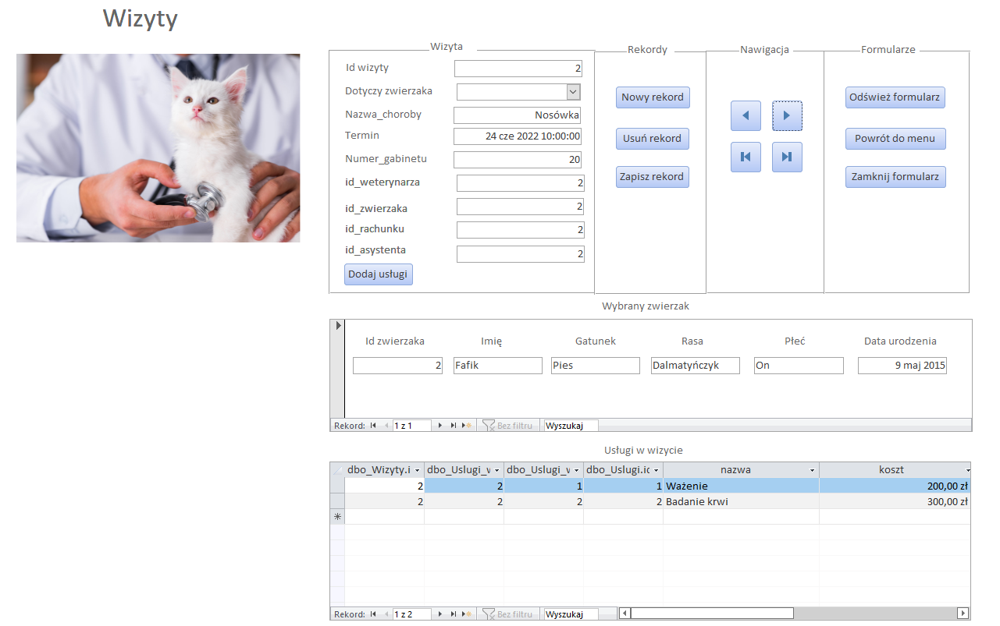 Wizyty
Wizyta
Id wizyty 2
Dotyczy zwierzaka
Nazwa_choroby Nosówka
Termin 24 cze 2022 10:00:00
Numer_gabinetu 20
id_weterynarza 2
id_zwierzaka 2
id_rachunku 2
id_asystenta 2
Dodaj usługi
Rekordy
Nowy rekord
Usuń rekord
Zapisz rekord
Nawigacja
Formularze
Odśwież formularz
Powrót do menu
Zamknij formularz
Wybrany zwierzak
Id zwierzaka Imię Gatunek Rasa Płeć Data urodzenia
2 Fafik Pies Dalmatyńczyk On 9 maj 2015
Rekord: 1 z 1 Bez filtru Wyszukaj
Usługi w wizycie
dbo_Wizyty.i dbo_Uslugi_v dbo_Uslugi_v dbo_Uslugi.ic nazwa koszt
2 2 1 1 Ważenie 200,00 zł
2 2 2 2 Badanie krwi 300,00 zł
Rekord: 1 z 2 Bez filtru Wyszukaj